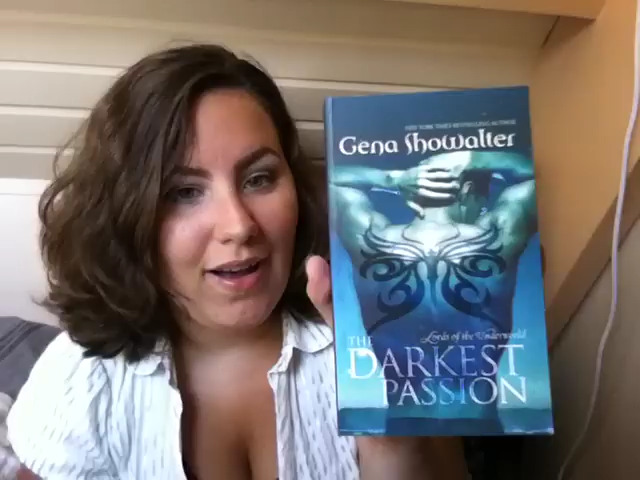 NEW YORK TIMES BESTSELLING AUTHOR
Gena Showalter
Lords of the Underworld
THE
DARKEST
PASSION